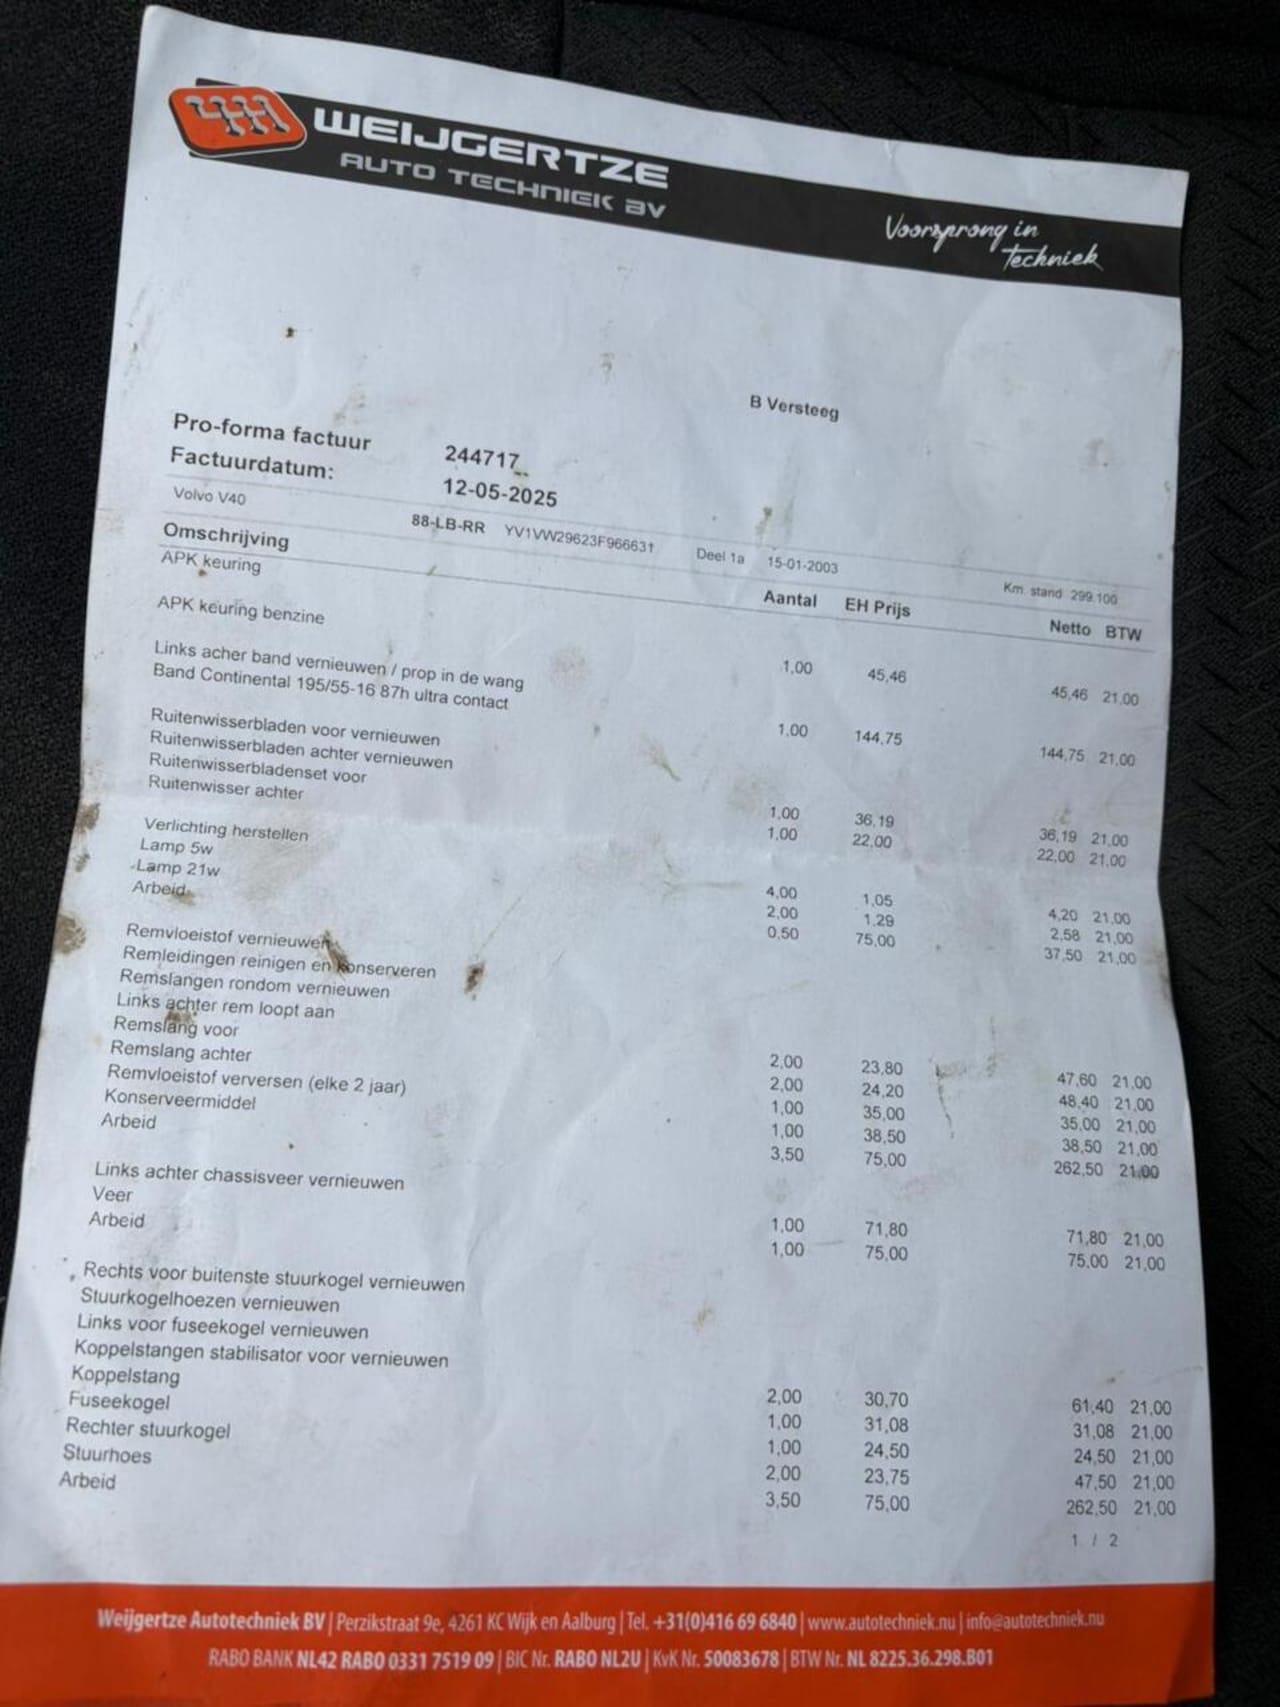 WEIJGERTZE
AUTO TECHNIEK BV
Voorsprong in
techniek
B Versteeg
Pro-forma factuur 244717
Factuurdatum: 12-05-2025
Volvo V40 88-LB-RR YV1VW29623F966631 Deel 1a 15-01-2003 Km. stand 299.100
Omschrijving Aantal EH Prijs Netto BTW
APK keuring
APK keuring benzine 1,00 45,46 45,46 21,00
Links acher band vernieuwen / prop in de wang
Band Continental 195/55-16 87h ultra contact 1,00 144,75 144,75 21,00
Ruitenwisserbladen voor vernieuwen
Ruitenwisserbladen achter vernieuwen
Ruitenwisserbladenset voor 1,00 36,19 36,19 21,00
Ruitenwisser achter 1,00 22,00 22,00 21,00
Verlichting herstellen
Lamp 5w 4,00 1,05 4,20 21,00
Lamp 21w 2,00 1,29 2,58 21,00
Arbeid 0,50 75,00 37,50 21,00
Remvloeistof vernieuwen
Remleidingen reinigen en konserveren
Remslangen rondom vernieuwen
Links achter rem loopt aan
Remslang voor 2,00 23,80 47,60 21,00
Remslang achter 2,00 24,20 48,40 21,00
Remvloeistof verversen (elke 2 jaar) 1,00 35,00 35,00 21,00
Konserveermiddel 1,00 38,50 38,50 21,00
Arbeid 3,50 75,00 262,50 21,00
Links achter chassisveer vernieuwen
Veer 1,00 71,80 71,80 21,00
Arbeid 1,00 75,00 75,00 21,00
Rechts voor buitenste stuurkogel vernieuwen
Stuurkogelhoezen vernieuwen
Links voor fuseekogel vernieuwen
Koppelstangen stabilisator voor vernieuwen
Koppelstang 2,00 30,70 61,40 21,00
Fuseekogel 1,00 31,08 31,08 21,00
Rechter stuurkogel 1,00 24,50 24,50 21,00
Stuurhoes 2,00 23,75 47,50 21,00
Arbeid 3,50 75,00 262,50 21,00
1 / 2
Weijgertze Autotechniek BV | Perzikstraat 9e, 4261 KC Wijk en Aalburg | Tel. +31(0)416 69 6840 | www.autotechniek.nu | info@autotechniek.nu
RABO BANK NL42 RABO 0331 7519 09 | BIC Nr. RABO NL2U | KvK Nr. 50083678 | BTW Nr. NL 8225.36.298.B01